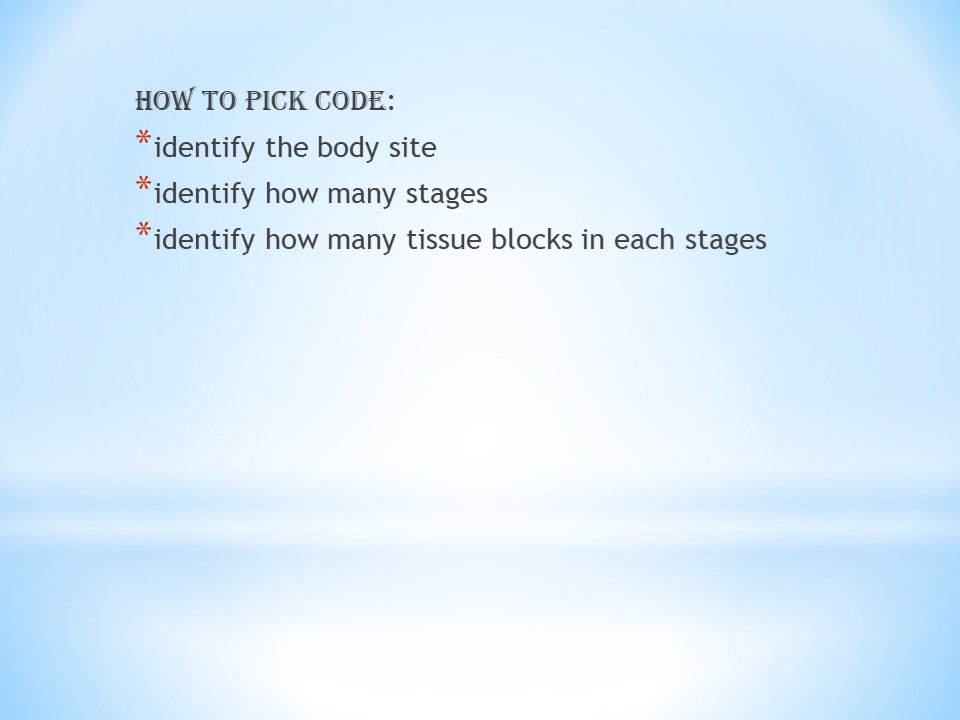 HOW TO PICK CODE:
* identify the body site
* identify how many stages
* identify how many tissue blocks in each stages